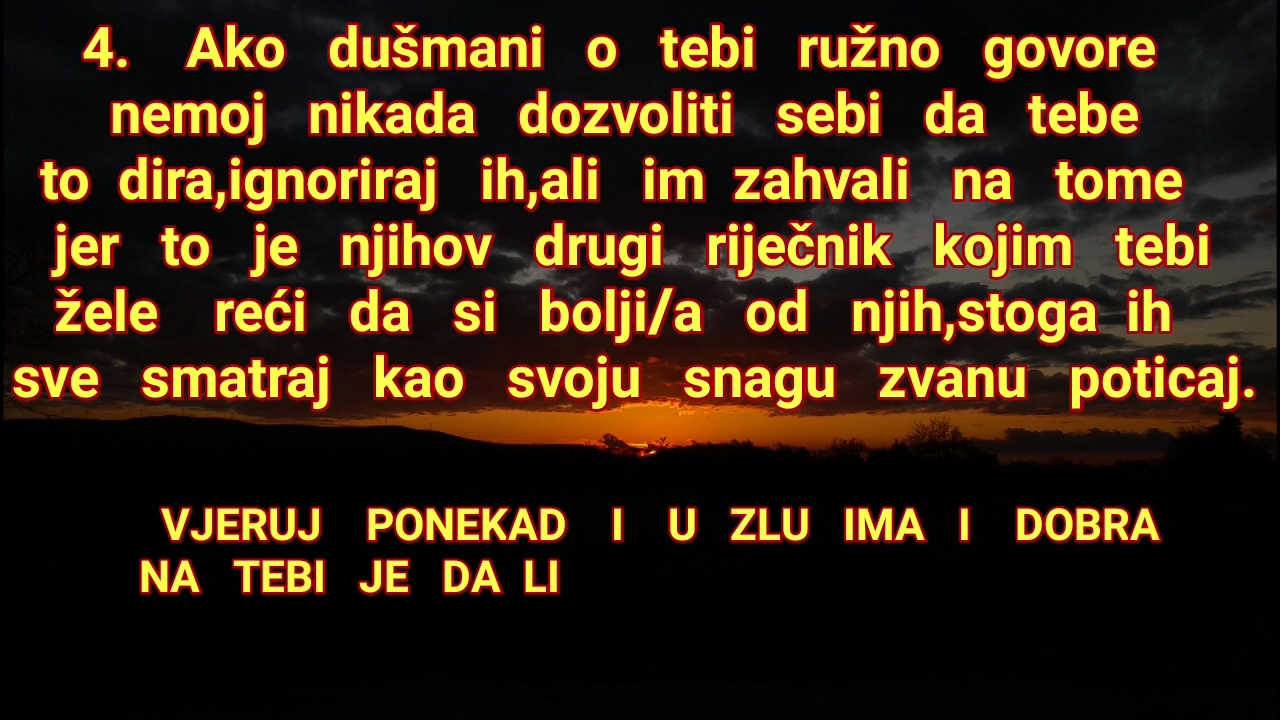 4. Ako dušmani o tebi ružno govore
nemoj nikada dozvoliti sebi da tebe
to dira,ignoriraj ih,ali im zahvali na tome
jer to je njihov drugi riječnik kojim tebi
žele reći da si bolji/a od njih,stoga ih
sve smatraj kao svoju snagu zvanu poticaj.
VJERUJ PONEKAD I U ZLU IMA I DOBRA
NA TEBI JE DA LI